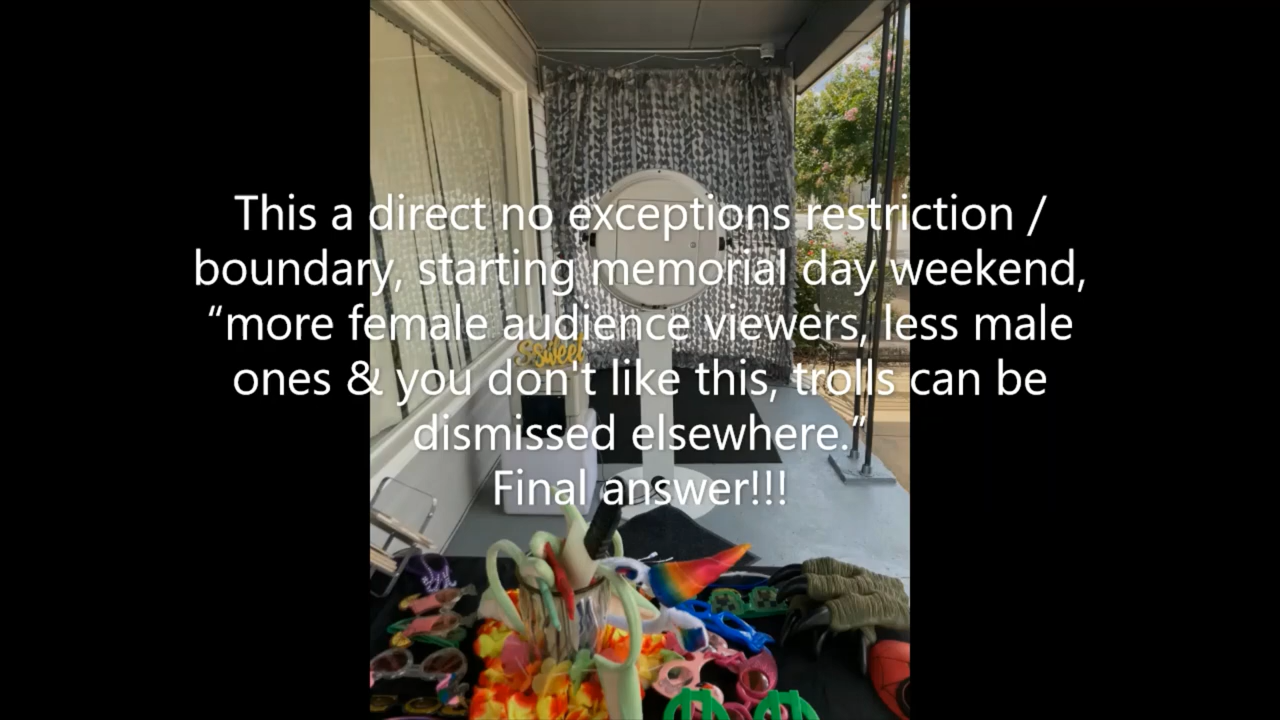 This a direct no exceptions restriction /
boundary, starting memorial day weekend,
“more female audience viewers, less male
ones & you don't like this, trolls can be
dismissed elsewhere.”
Final answer!!!
Sweet